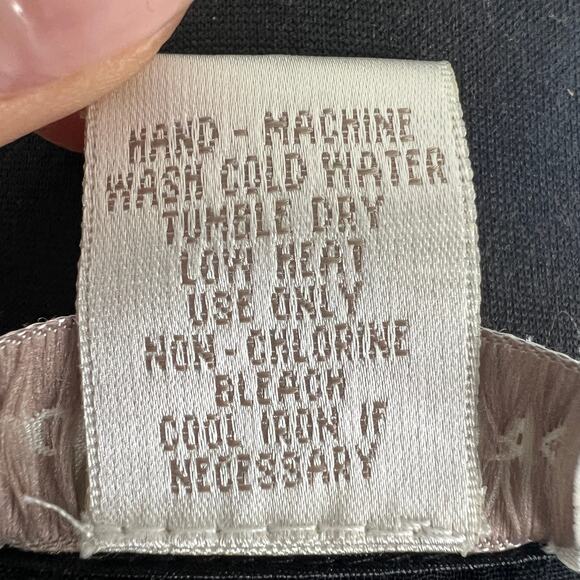 HAND - MACHINE
WASH COLD WATER
TUMBLE DRY
LOW HEAT
USE ONLY
NON-CHLORINE
BLEACH
COOL IRON IF
NECESSARY